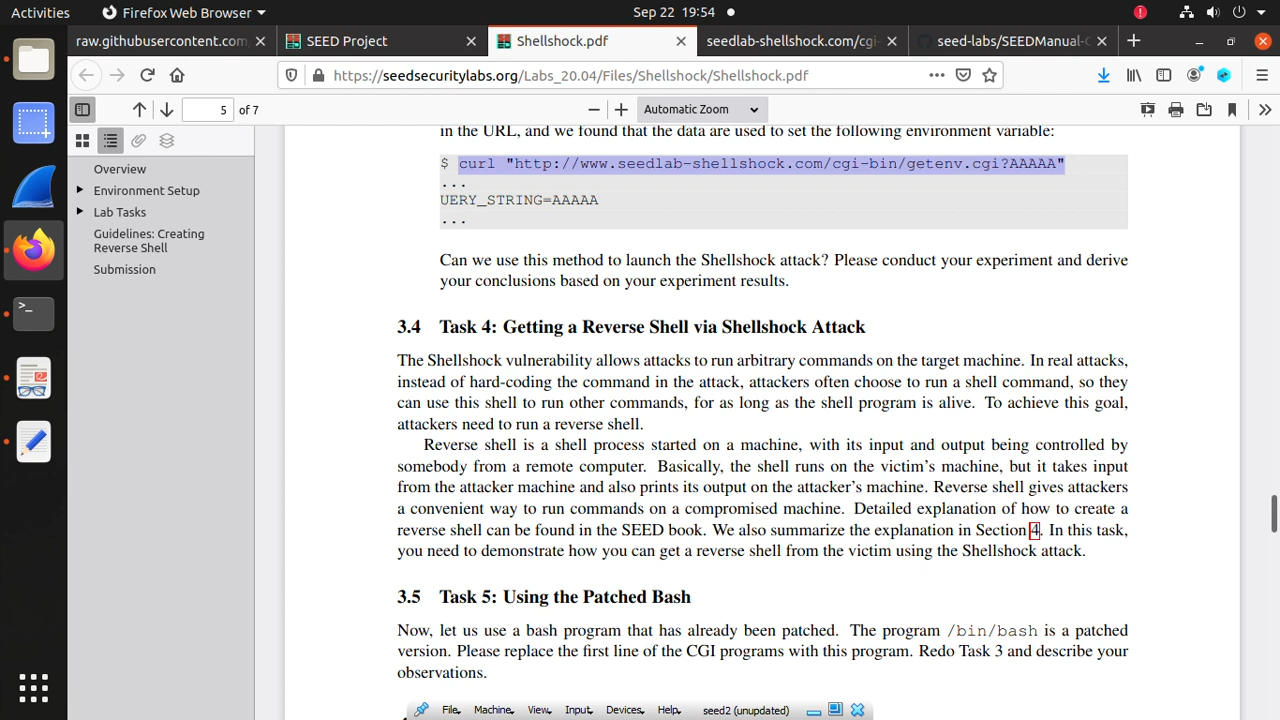 Activities
Firefox Web Browser
Sep 22 19:54
raw.githubusercontent.com
SEED Project
Shellshock.pdf
seedlab-shellshock.com/cgi-
seed-labs/SEEDManual-
https://seedsecuritylabs.org/Labs_20.04/Files/Shellshock/Shellshock.pdf
5 of 7
Automatic Zoom
Overview
Environment Setup
Lab Tasks
Guidelines: Creating
Reverse Shell
Submission
in the URL, and we found that the data are used to set the following environment variable:
$ curl "http://www.seedlab-shellshock.com/cgi-bin/getenv.cgi?AAAAA"
...
UERY_STRING=AAAAA
...
Can we use this method to launch the Shellshock attack? Please conduct your experiment and derive
your conclusions based on your experiment results.
3.4 Task 4: Getting a Reverse Shell via Shellshock Attack
The Shellshock vulnerability allows attacks to run arbitrary commands on the target machine. In real attacks,
instead of hard-coding the command in the attack, attackers often choose to run a shell command, so they
can use this shell to run other commands, for as long as the shell program is alive. To achieve this goal,
attackers need to run a reverse shell.
Reverse shell is a shell process started on a machine, with its input and output being controlled by
somebody from a remote computer. Basically, the shell runs on the victim's machine, but it takes input
from the attacker machine and also prints its output on the attacker's machine. Reverse shell gives attackers
a convenient way to run commands on a compromised machine. Detailed explanation of how to create a
reverse shell can be found in the SEED book. We also summarize the explanation in Section 4. In this task,
you need to demonstrate how you can get a reverse shell from the victim using the Shellshock attack.
3.5 Task 5: Using the Patched Bash
Now, let us use a bash program that has already been patched. The program /bin/bash is a patched
version. Please replace the first line of the CGI programs with this program. Redo Task 3 and describe your
observations.
File Machine View Input Devices Help seed2 (unupdated)